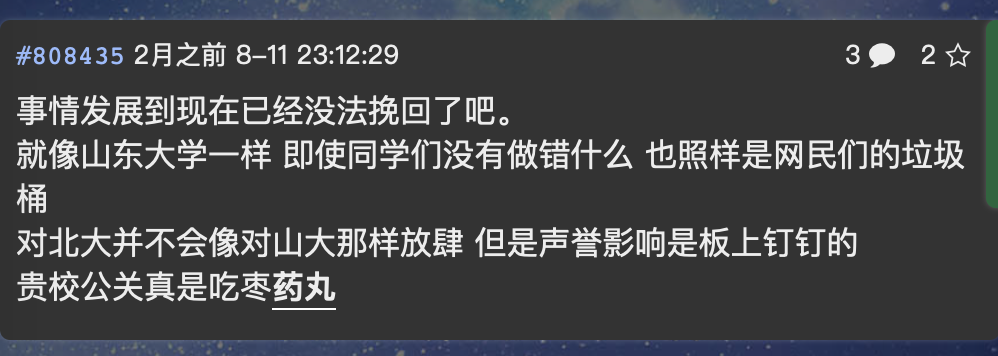 #808435 2月之前 8-11 23:12:29 3 2
事情发展到现在已经没法挽回了吧。
就像山东大学一样 即使同学们没有做错什么 也照样是网民们的垃圾
桶
对北大并不会像对山大那样放肆 但是声誉影响是板上钉钉的
贵校公关真是吃枣药丸